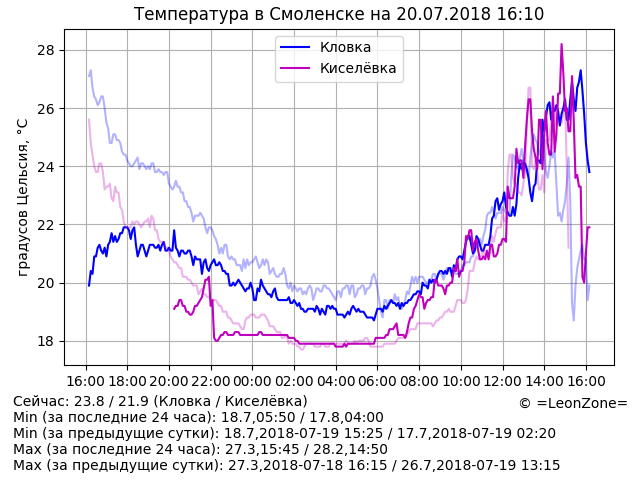 Температура в Смоленске на 20.07.2018 16:10
Кловка
Киселёвка
градусов Цельсия, °C
28
26
24
22
20
18
16:00 18:00 20:00 22:00 00:00 02:00 04:00 06:00 08:00 10:00 12:00 14:00 16:00
Сейчас: 23.8 / 21.9 (Кловка / Киселёвка)
© =LeonZone=
Min (за последние 24 часа): 18.7,05:50 / 17.8,04:00
Min (за предыдущие сутки): 18.7,2018-07-19 15:25 / 17.7,2018-07-19 02:20
Max (за последние 24 часа): 27.3,15:45 / 28.2,14:50
Max (за предыдущие сутки): 27.3,2018-07-18 16:15 / 26.7,2018-07-19 13:15